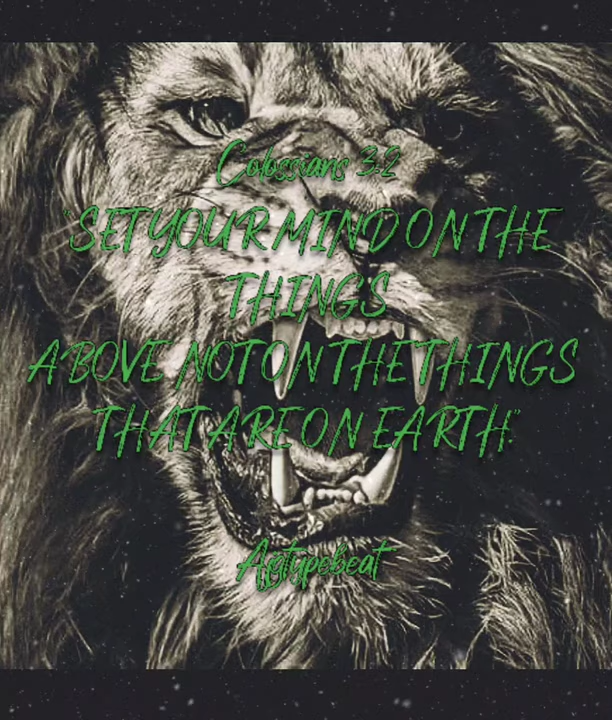 Colossians 3:2
"SET YOUR MIND ON THE
THINGS
ABOVE NOT ON THE THINGS
THAT ARE ON EARTH."
Agtypebeat